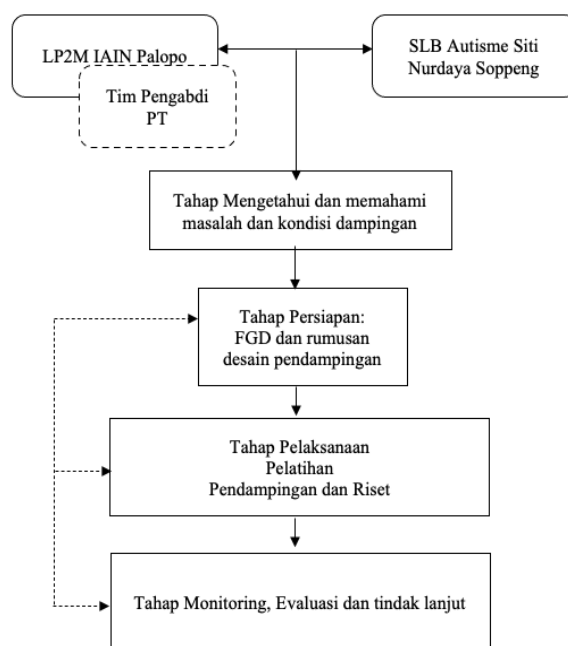 LP2M IAIN Palopo
Tim Pengabdi
PT
SLB Autisme Siti
Nurdaya Soppeng
Tahap Mengetahui dan memahami
masalah dan kondisi dampingan
Tahap Persiapan:
FGD dan rumusan
desain pendampingan
Tahap Pelaksanaan
Pelatihan
Pendampingan dan Riset
Tahap Monitoring, Evaluasi dan tindak lanjut